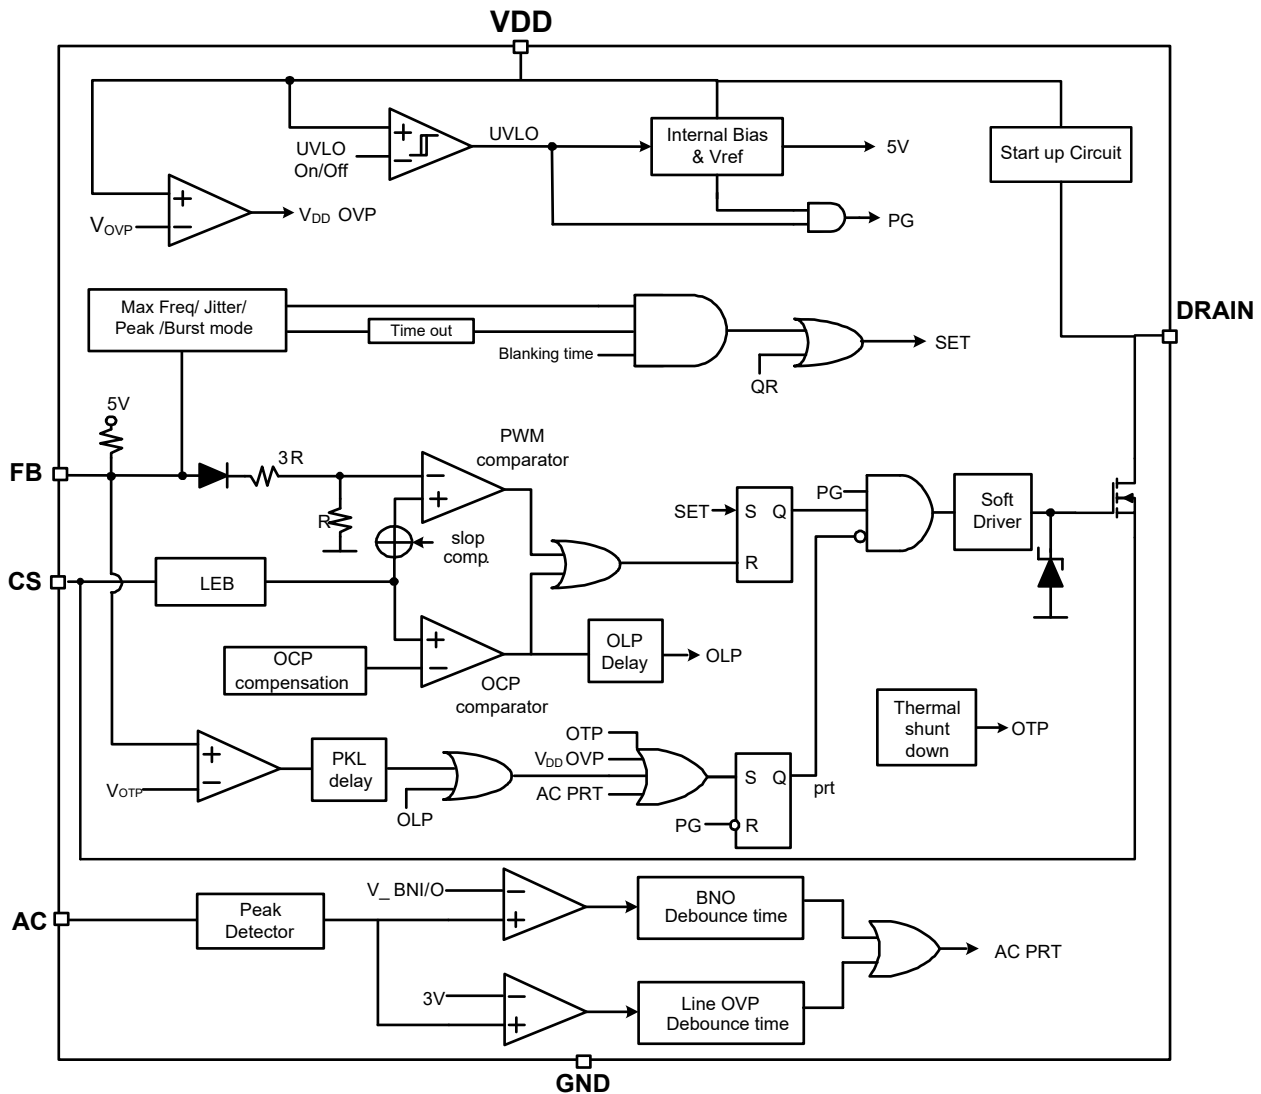 VDD
UVLO
On/Off
+
−
UVLO
Internal Bias
& Vref
5V
Start up Circuit
VOVP
+
−
VDD OVP
PG
Max Freq/ Jitter/
Peak /Burst mode
Time out
Blanking time
QR
SET
DRAIN
5V
FB
3R
R
PWM
comparator
−
+
slop
comp.
SET
S Q
R
PG
Soft
Driver
CS
LEB
OCP
compensation
+
−
OCP
comparator
OLP
Delay
OLP
Thermal
shunt
down
OTP
VOTP
+
−
PKL
delay
OLP
OTP
VDD OVP
AC PRT
PG
S Q
R
prt
AC
Peak
Detector
V_ BNI/O
−
+
BNO
Debounce time
3V
−
+
Line OVP
Debounce time
AC PRT
GND